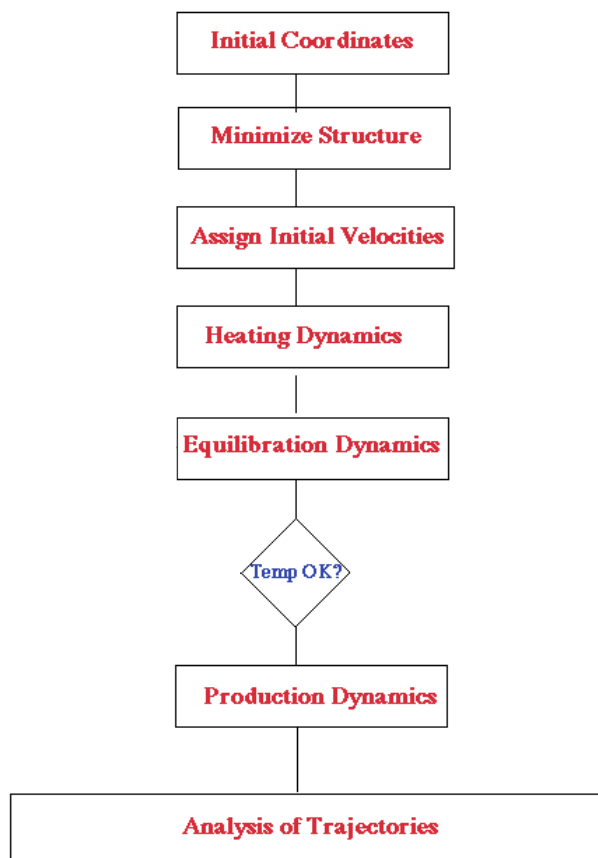 Initial Coordinates
Minimize Structure
Assign Initial Velocities
Heating Dynamics
Equilibration Dynamics
Temp OK?
Production Dynamics
Analysis of Trajectories